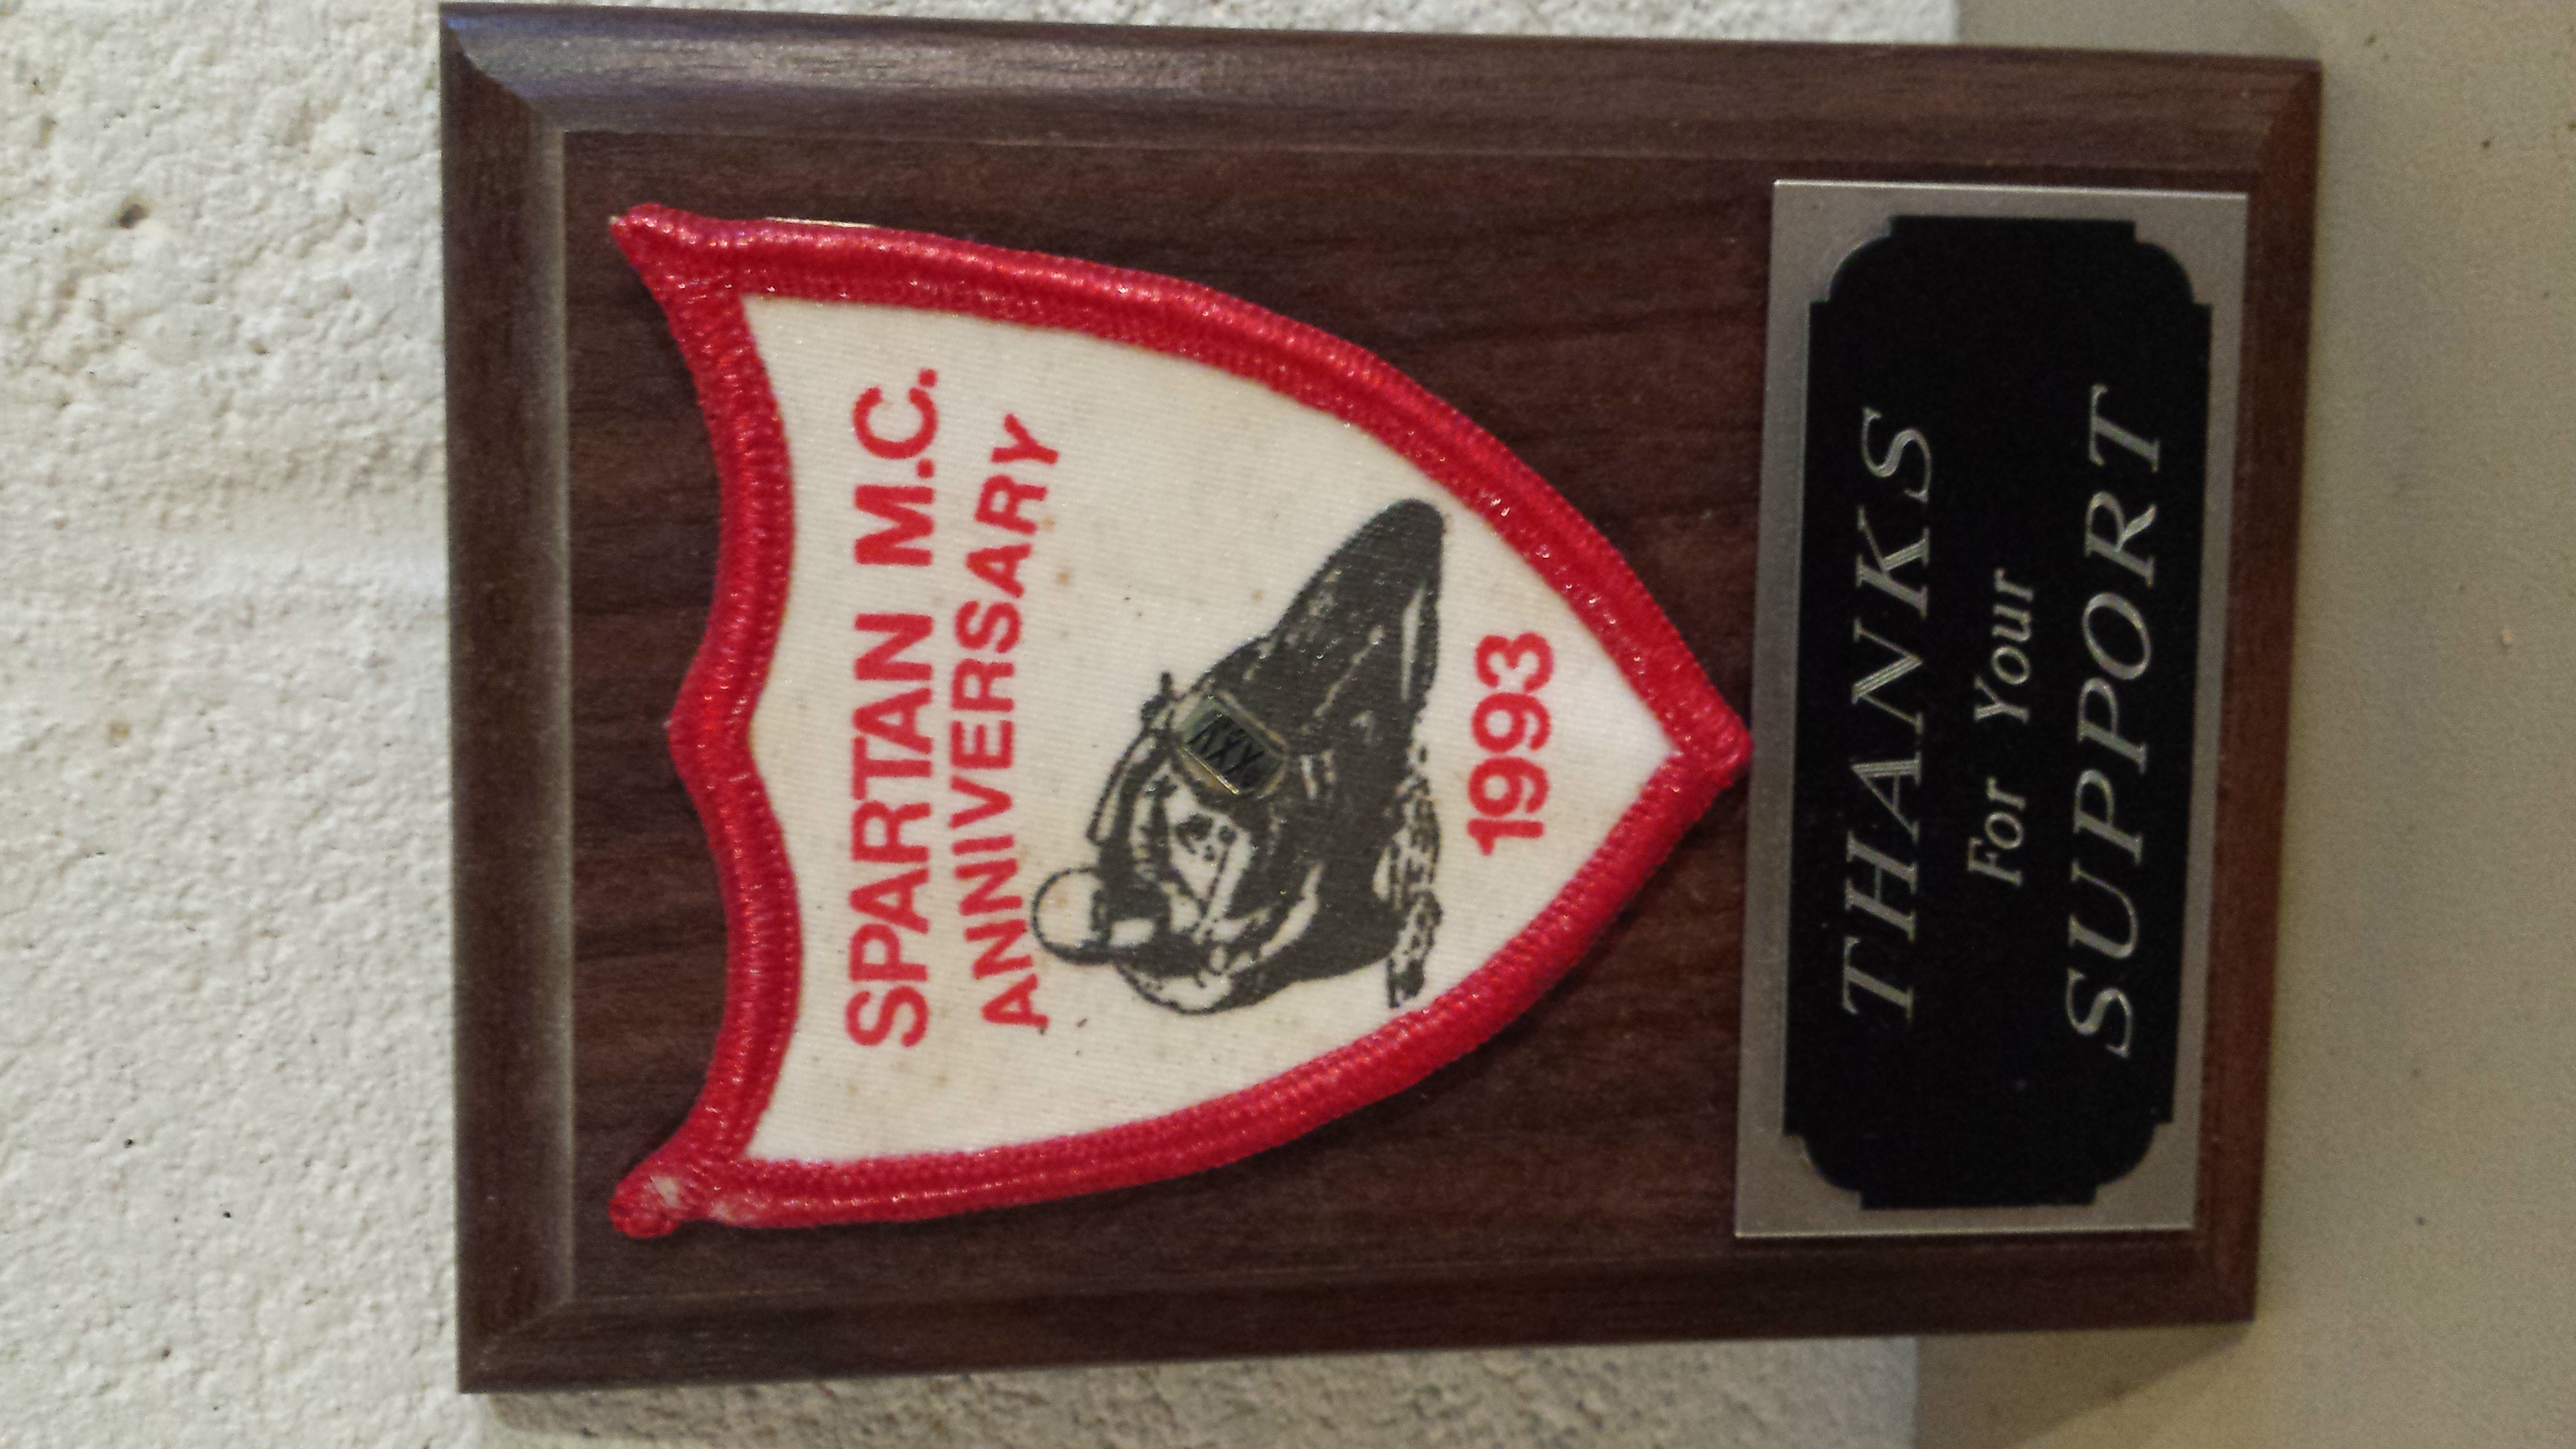 SPARTAN M.C.
ANNIVERSARY
1993
THANKS
For Your
SUPPORT